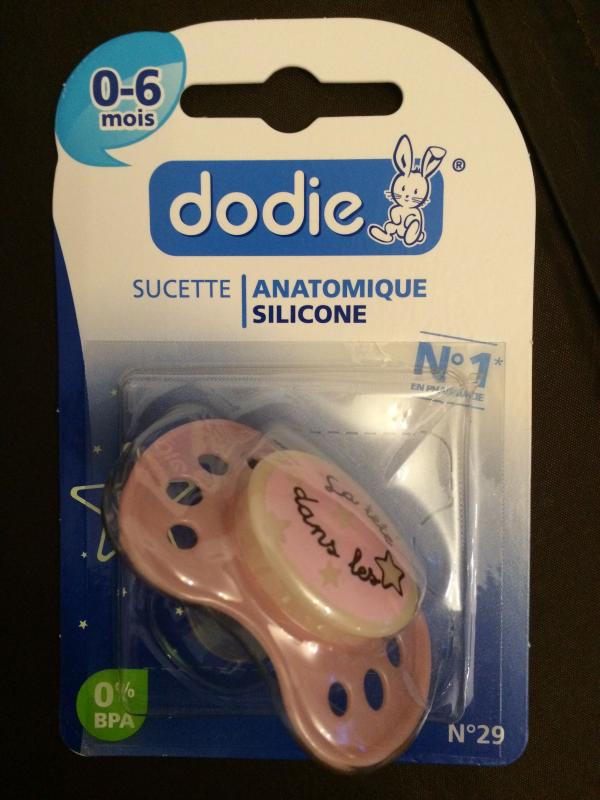 0-6
mois
dodie®
SUCETTE
ANATOMIQUE
SILICONE
N°1*
EN PHARMACIE
dans les
0%
BPA
N°29